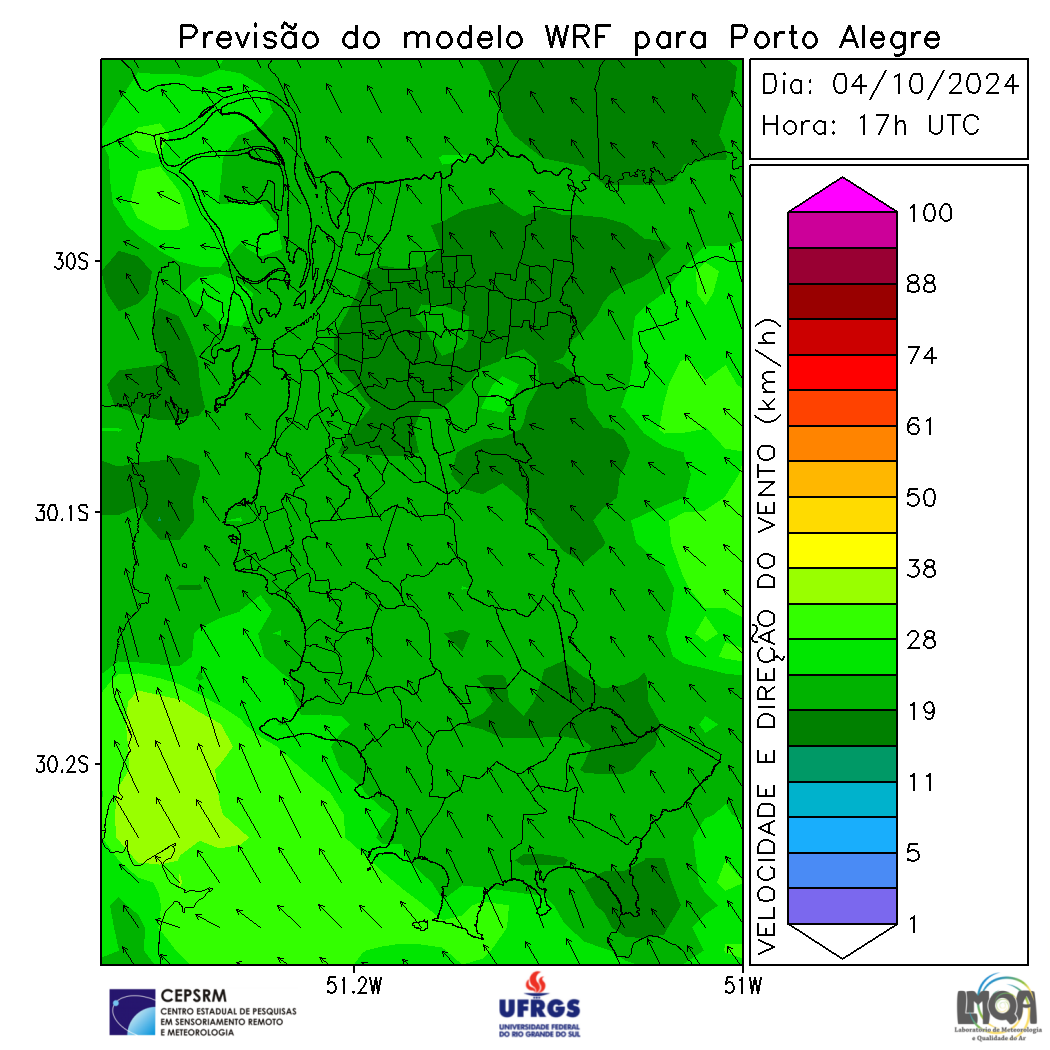 Previsão do modelo WRF para Porto Alegre
Dia: 04/10/2024
Hora: 17h UTC
30S
30.1S
30.2S
51.2W
51W
VELOCIDADE E DIREÇÃO DO VENTO (km/h)
100
88
74
61
50
38
28
19
11
5
1
CEPSRM
CENTRO ESTADUAL DE PESQUISAS
EM SENSORIAMENTO REMOTO
E METEOROLOGIA
UFRGS
UNIVERSIDADE FEDERAL
DO RIO GRANDE DO SUL
LMQA
Laboratório de Meteorologia
e Qualidade do Ar